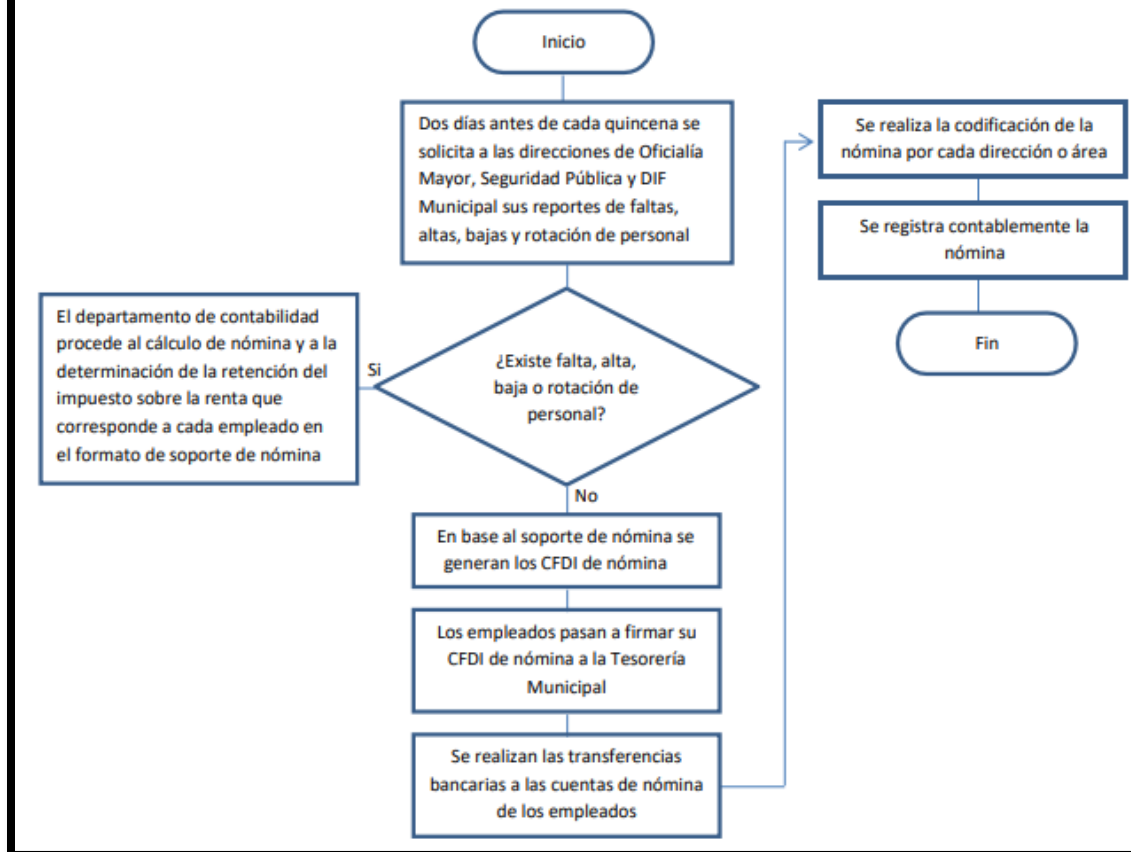 Inicio
Dos días antes de cada quincena se
solicita a las direcciones de Oficialía
Mayor, Seguridad Pública y DIF
Municipal sus reportes de faltas,
altas, bajas y rotación de personal
¿Existe falta, alta,
baja o rotación de
personal?
Si
El departamento de contabilidad
procede al cálculo de nómina y a la
determinación de la retención del
impuesto sobre la renta que
corresponde a cada empleado en
el formato de soporte de nómina
No
En base al soporte de nómina se
generan los CFDI de nómina
Los empleados pasan a firmar su
CFDI de nómina a la Tesorería
Municipal
Se realizan las transferencias
bancarias a las cuentas de nómina
de los empleados
Se realiza la codificación de la
nómina por cada dirección o área
Se registra contablemente la
nómina
Fin